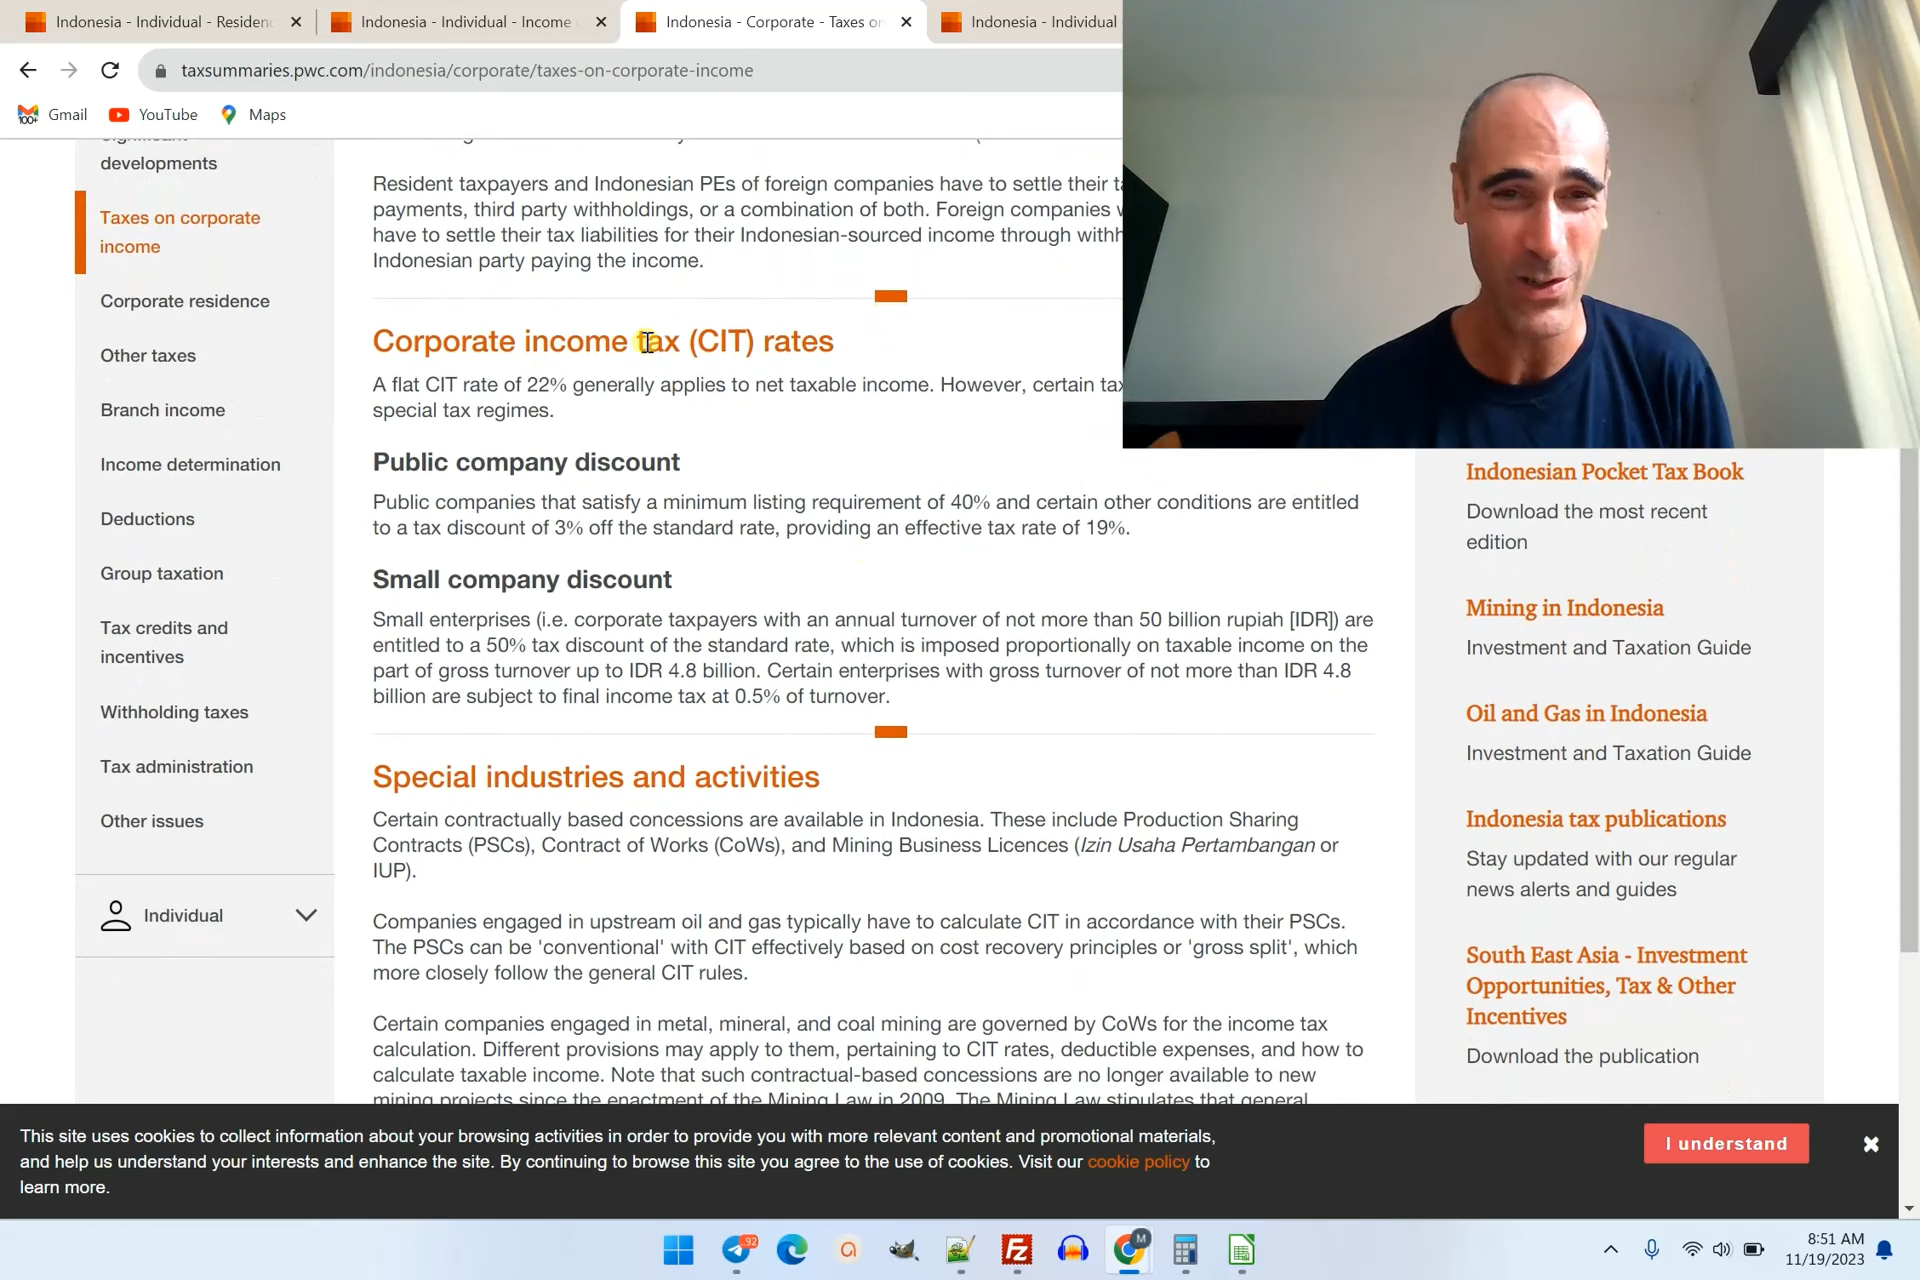 Indonesia - Individual - Residen
Indonesia - Individual - Income
Indonesia - Corporate - Taxes on
Indonesia - Individual
taxsummaries.pwc.com/indonesia/corporate/taxes-on-corporate-income
Gmail
YouTube
Maps
Significant
developments
Taxes on corporate
income
Corporate residence
Other taxes
Branch income
Income determination
Deductions
Group taxation
Tax credits and
incentives
Withholding taxes
Tax administration
Other issues
Individual
Resident taxpayers and Indonesian PEs of foreign companies have to settle their
payments, third party withholdings, or a combination of both. Foreign companies
have to settle their tax liabilities for their Indonesian-sourced income through
Indonesian party paying the income.
Corporate income tax (CIT) rates
A flat CIT rate of 22% generally applies to net taxable income. However, certain
special tax regimes.
Public company discount
Public companies that satisfy a minimum listing requirement of 40% and certain other conditions are entitled
to a tax discount of 3% off the standard rate, providing an effective tax rate of 19%.
Small company discount
Small enterprises (i.e. corporate taxpayers with an annual turnover of not more than 50 billion rupiah [IDR]) are
entitled to a 50% tax discount of the standard rate, which is imposed proportionally on taxable income on the
part of gross turnover up to IDR 4.8 billion. Certain enterprises with gross turnover of not more than IDR 4.8
billion are subject to final income tax at 0.5% of turnover.
Special industries and activities
Certain contractually based concessions are available in Indonesia. These include Production Sharing
Contracts (PSCs), Contract of Works (CoWs), and Mining Business Licences (Izin Usaha Pertambangan or
IUP).
Companies engaged in upstream oil and gas typically have to calculate CIT in accordance with their PSCs.
The PSCs can be 'conventional' with CIT effectively based on cost recovery principles or 'gross split', which
more closely follow the general CIT rules.
Certain companies engaged in metal, mineral, and coal mining are governed by CoWs for the income tax
calculation. Different provisions may apply to them, pertaining to CIT rates, deductible expenses, and how to
calculate taxable income. Note that such contractual-based concessions are no longer available to new
mining projects since the enactment of the Mining Law in 2009. The Mining Law stipulates that general
Indonesian Pocket Tax Book
Download the most recent
edition
Mining in Indonesia
Investment and Taxation Guide
Oil and Gas in Indonesia
Investment and Taxation Guide
Indonesia tax publications
Stay updated with our regular
news alerts and guides
South East Asia - Investment
Opportunities, Tax & Other
Incentives
Download the publication
This site uses cookies to collect information about your browsing activities in order to provide you with more relevant content and promotional materials,
and help us understand your interests and enhance the site. By continuing to browse this site you agree to the use of cookies. Visit our cookie policy to
learn more.
I understand
92
M
8:51 AM
11/19/2023